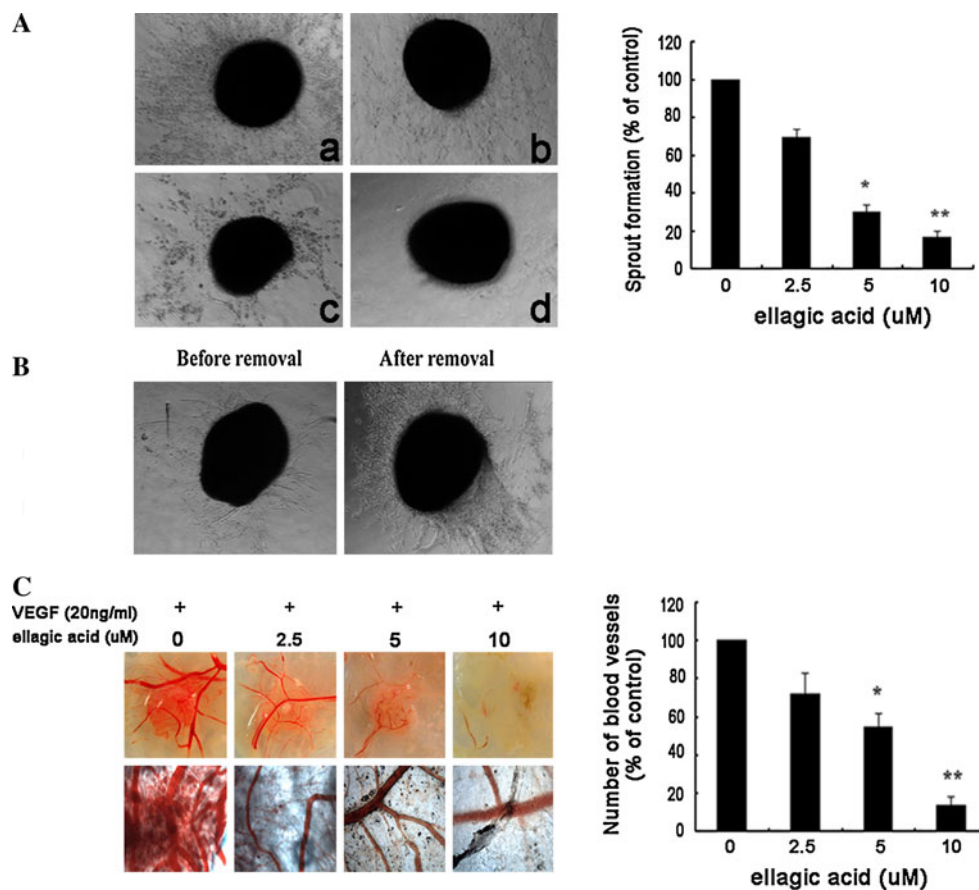 A
a
b
c
d
Sprout formation (% of control)
120
100
80
60
40
20
0
*
**
0 2.5 5 10
ellagic acid (uM)
B
Before removal After removal
C
VEGF (20ng/ml) + + + +
ellagic acid (uM) 0 2.5 5 10
Number of blood vessels
(% of control)
120
100
80
60
40
20
0
*
**
0 2.5 5 10
ellagic acid (uM)